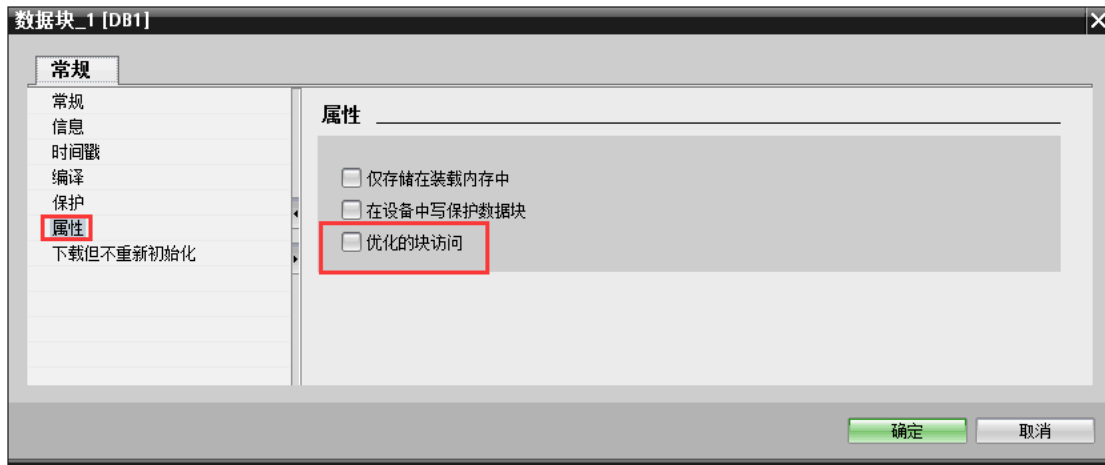 数据块_1 [DB1]
常规
常规
信息
时间戳
编译
保护
属性
下载但不重新初始化
属性
仅存储在装载内存中
在设备中写保护数据块
优化的块访问
确定
取消